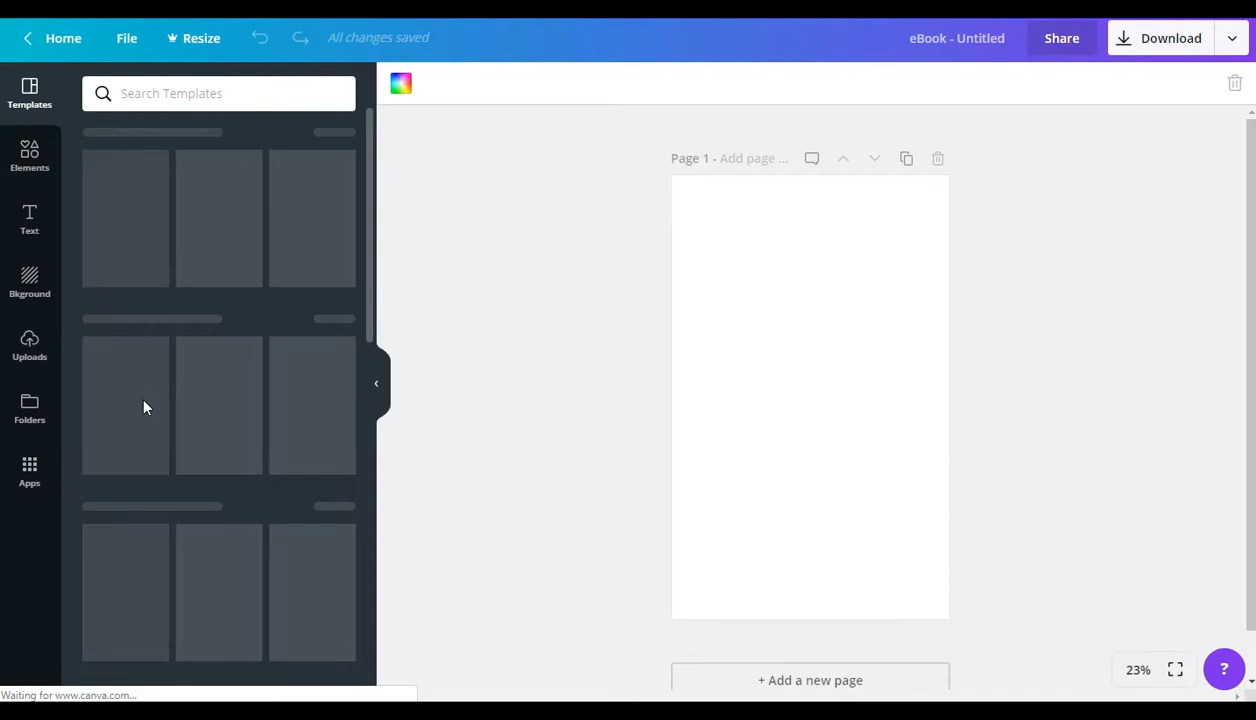 Home File Resize All changes saved eBook - Untitled Share Download
Templates
Search Templates
Elements
Text
Bkground
Uploads
Folders
Apps
Page 1 - Add page ...
+ Add a new page
23% ?
Waiting for www.canva.com...